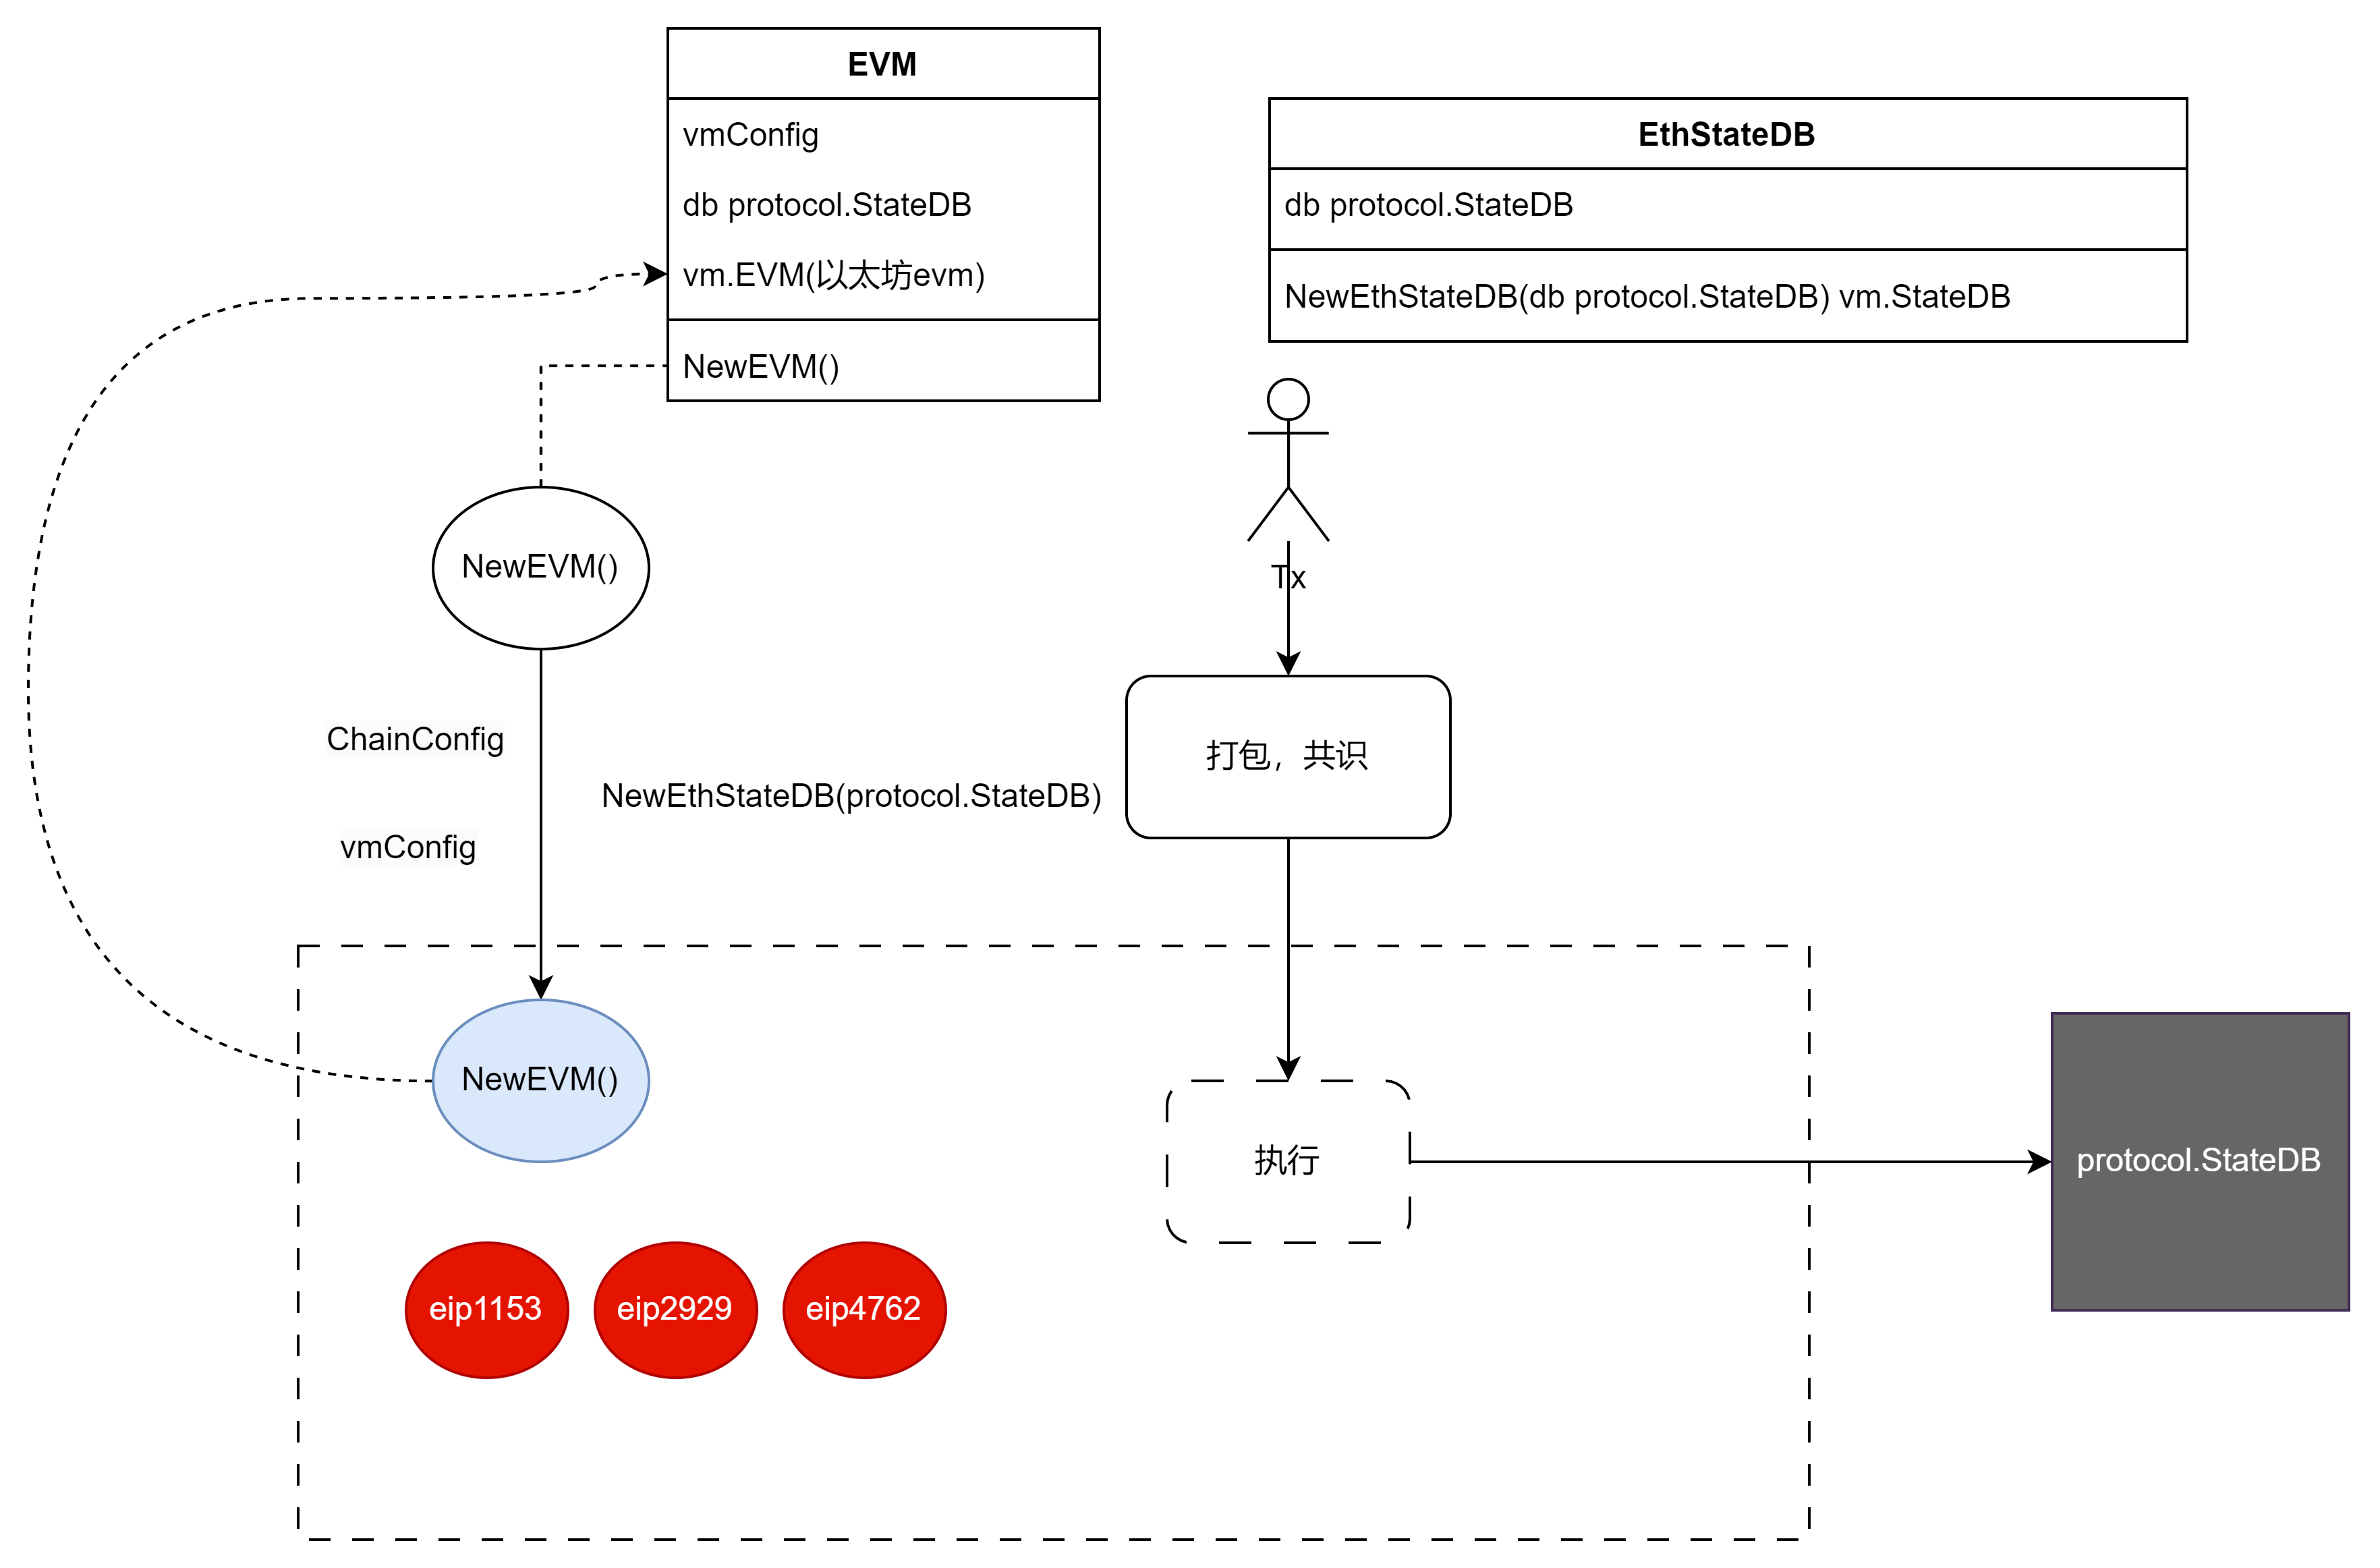 EVM
vmConfig
db protocol.StateDB
vm.EVM(以太坊evm)
NewEVM()
EthStateDB
db protocol.StateDB
NewEthStateDB(db protocol.StateDB) vm.StateDB
NewEVM()
Tx
ChainConfig
打包，共识
NewEthStateDB(protocol.StateDB)
vmConfig
NewEVM()
执行
protocol.StateDB
eip1153
eip2929
eip4762